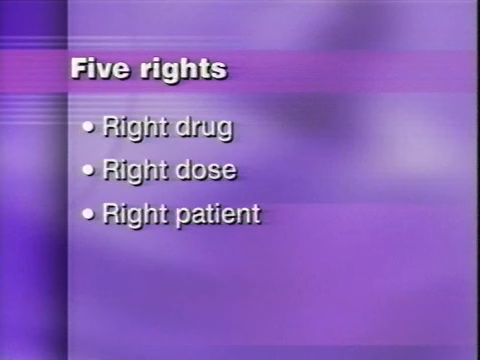 Five rights
• Right drug
• Right dose
• Right patient